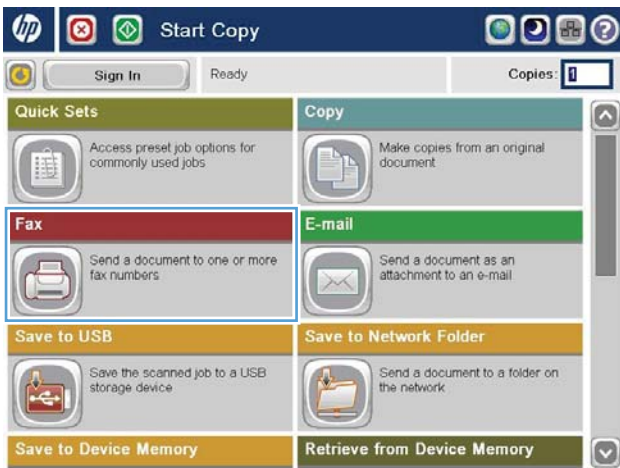 hp
Start Copy
?
Sign In
Ready
Copies: 1
Quick Sets
Access preset job options for
commonly used jobs
Copy
Make copies from an original
document
Fax
Send a document to one or more
fax numbers
E-mail
Send a document as an
attachment to an e-mail
Save to USB
Save the scanned job to a USB
storage device
Save to Network Folder
Send a document to a folder on
the network
Save to Device Memory
Retrieve from Device Memory